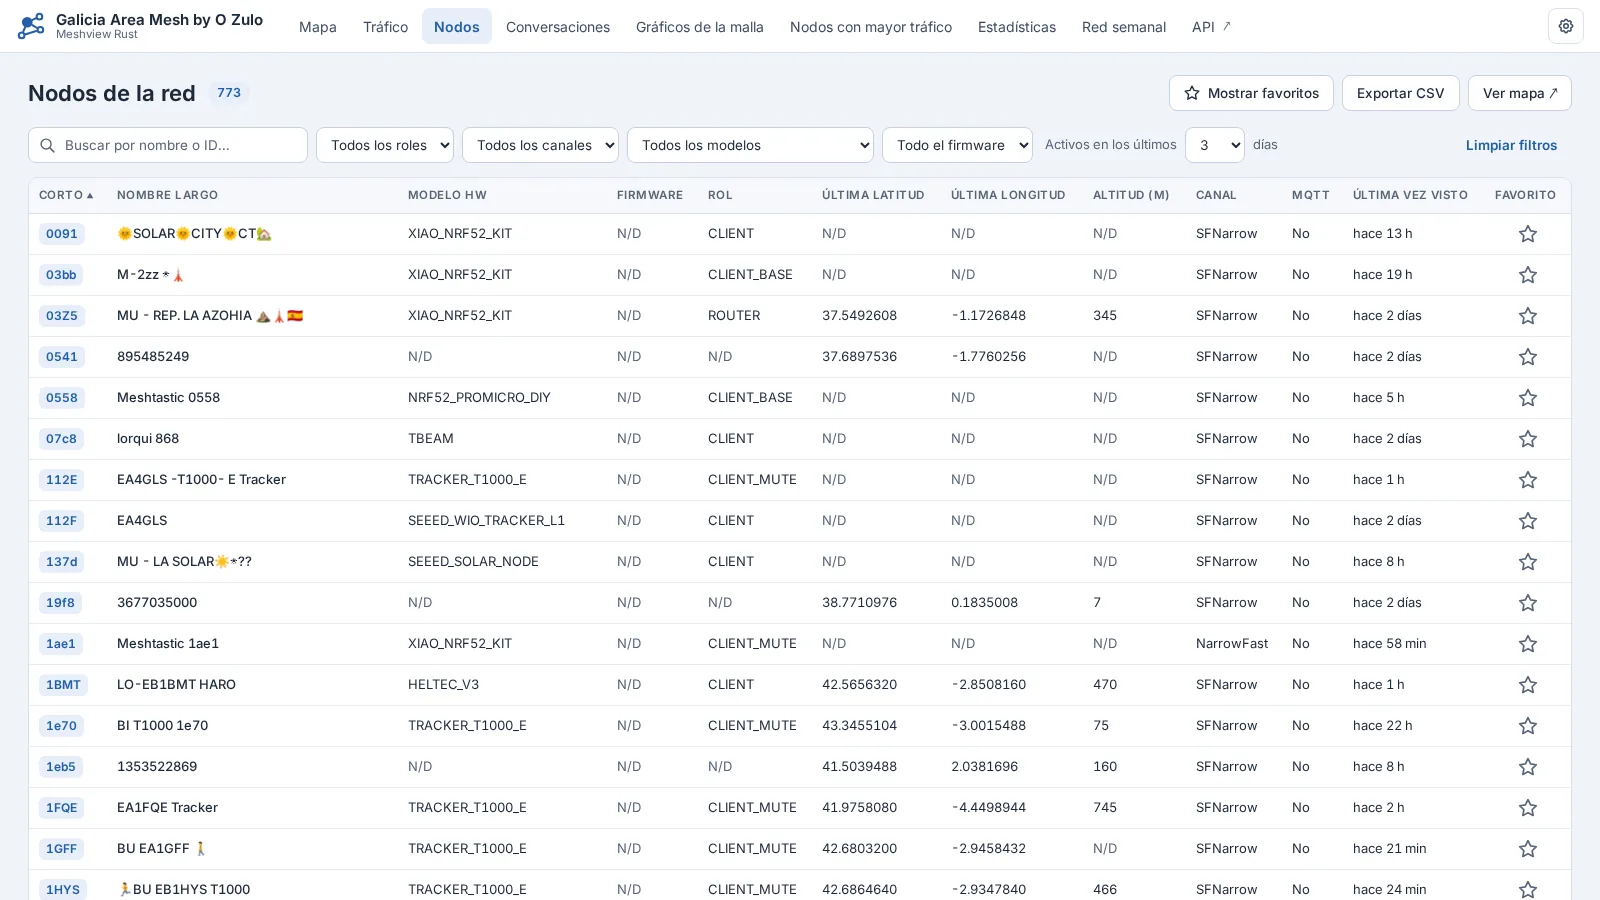 Galicia Area Mesh by O Zulo
Meshview Rust
Mapa Tráfico Nodos Conversaciones Gráficos de la malla Nodos con mayor tráfico Estadísticas Red semanal API ↗
Nodos de la red 773
Mostrar favoritos Exportar CSV Ver mapa ↗
Buscar por nombre o ID... Todos los roles Todos los canales Todos los modelos Todo el firmware Activos en los últimos 3 días Limpiar filtros
CORTO ▲ NOMBRE LARGO MODELO HW FIRMWARE ROL ÚLTIMA LATITUD ÚLTIMA LONGITUD ALTITUD (M) CANAL MQTT ÚLTIMA VEZ VISTO FAVORITO
0091 🌞SOLAR🌞CITY🌞CT🏡 XIAO_NRF52_KIT N/D CLIENT N/D N/D N/D SFNarrow No hace 13 h
03bb M-2zz *🗼 XIAO_NRF52_KIT N/D CLIENT_BASE N/D N/D N/D SFNarrow No hace 19 h
03Z5 MU - REP. LA AZOHIA ⛰️🗼🇪🇸 XIAO_NRF52_KIT N/D ROUTER 37.5492608 -1.1726848 345 SFNarrow No hace 2 días
0541 895485249 N/D N/D N/D 37.6897536 -1.7760256 N/D SFNarrow No hace 2 días
0558 Meshtastic 0558 NRF52_PROMICRO_DIY N/D CLIENT_BASE N/D N/D N/D SFNarrow No hace 5 h
07c8 lorqui 868 TBEAM N/D CLIENT N/D N/D N/D SFNarrow No hace 2 días
112E EA4GLS -T1000- E Tracker TRACKER_T1000_E N/D CLIENT_MUTE N/D N/D N/D SFNarrow No hace 1 h
112F EA4GLS SEEED_WIO_TRACKER_L1 N/D CLIENT N/D N/D N/D SFNarrow No hace 2 días
137d MU - LA SOLAR☀️*?? SEEED_SOLAR_NODE N/D CLIENT N/D N/D N/D SFNarrow No hace 8 h
19f8 3677035000 N/D N/D N/D 38.7710976 0.1835008 7 SFNarrow No hace 2 días
1ae1 Meshtastic 1ae1 XIAO_NRF52_KIT N/D CLIENT_MUTE N/D N/D N/D NarrowFast No hace 58 min
1BMT LO-EB1BMT HARO HELTEC_V3 N/D CLIENT 42.5656320 -2.8508160 470 SFNarrow No hace 1 h
1e70 BI T1000 1e70 TRACKER_T1000_E N/D CLIENT_MUTE 43.3455104 -3.0015488 75 SFNarrow No hace 22 h
1eb5 1353522869 N/D N/D N/D 41.5039488 2.0381696 160 SFNarrow No hace 8 h
1FQE EA1FQE Tracker TRACKER_T1000_E N/D CLIENT_MUTE 41.9758080 -4.4498944 745 SFNarrow No hace 2 h
1GFF BU EA1GFF 🚶 TRACKER_T1000_E N/D CLIENT_MUTE 42.6803200 -2.9458432 N/D SFNarrow No hace 21 min
1HYS 🏃BU EB1HYS T1000 TRACKER_T1000_E N/D CLIENT_MUTE 42.6864640 -2.9347840 466 SFNarrow No hace 24 min